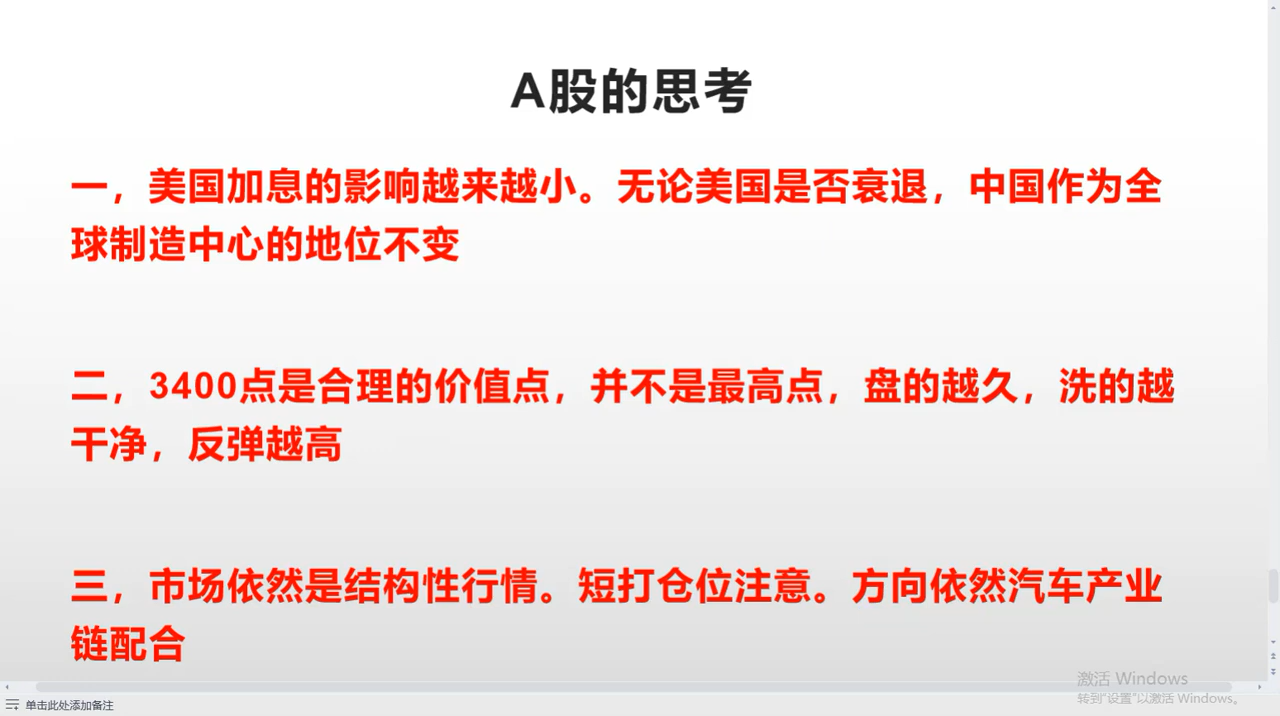 A股的思考
一，美国加息的影响越来越小。无论美国是否衰退，中国作为全
球制造中心的地位不变
二，3400点是合理的价值点，并不是最高点，盘的越久，洗的越
干净，反弹越高
三，市场依然是结构性行情。短打仓位注意。方向依然汽车产业
链配合
激活 Windows
转到“设置”以激活 Windows。
单击此处添加备注